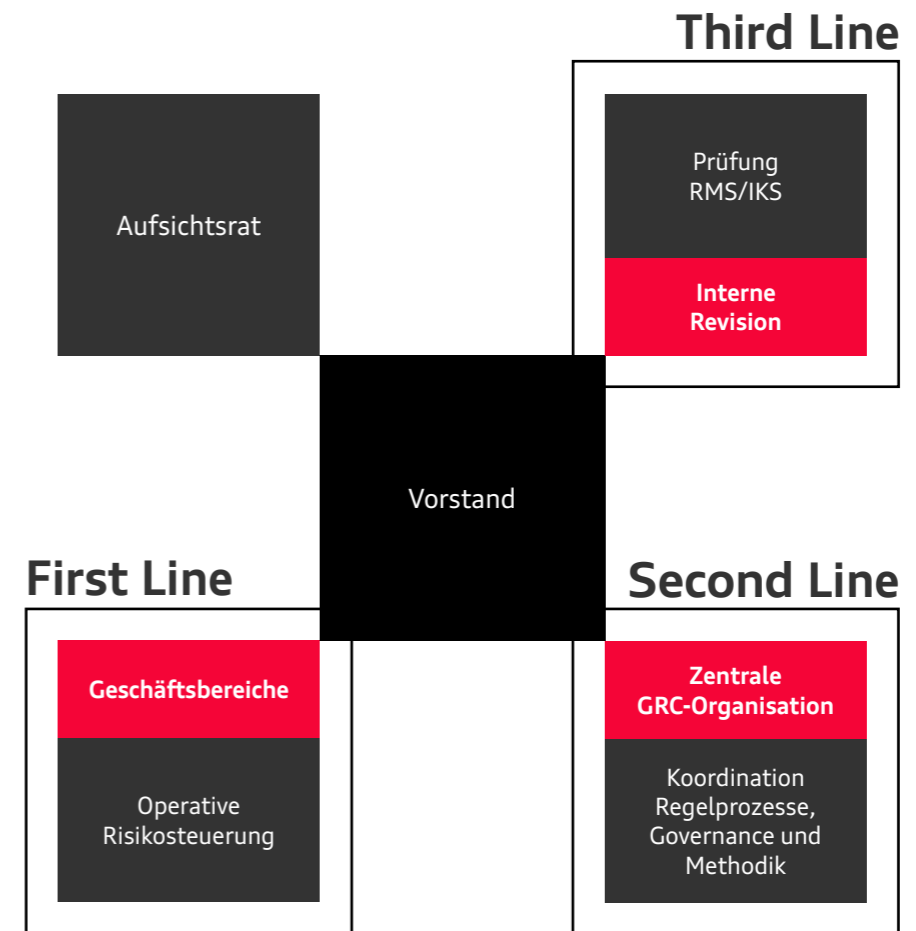 Third Line
Aufsichtsrat
Prüfung
RMS/IKS
Interne
Revision
Vorstand
First Line
Second Line
Geschäftsbereiche
Operative
Risikosteuerung
Zentrale
GRC-Organisation
Koordination
Regelprozesse,
Governance und
Methodik